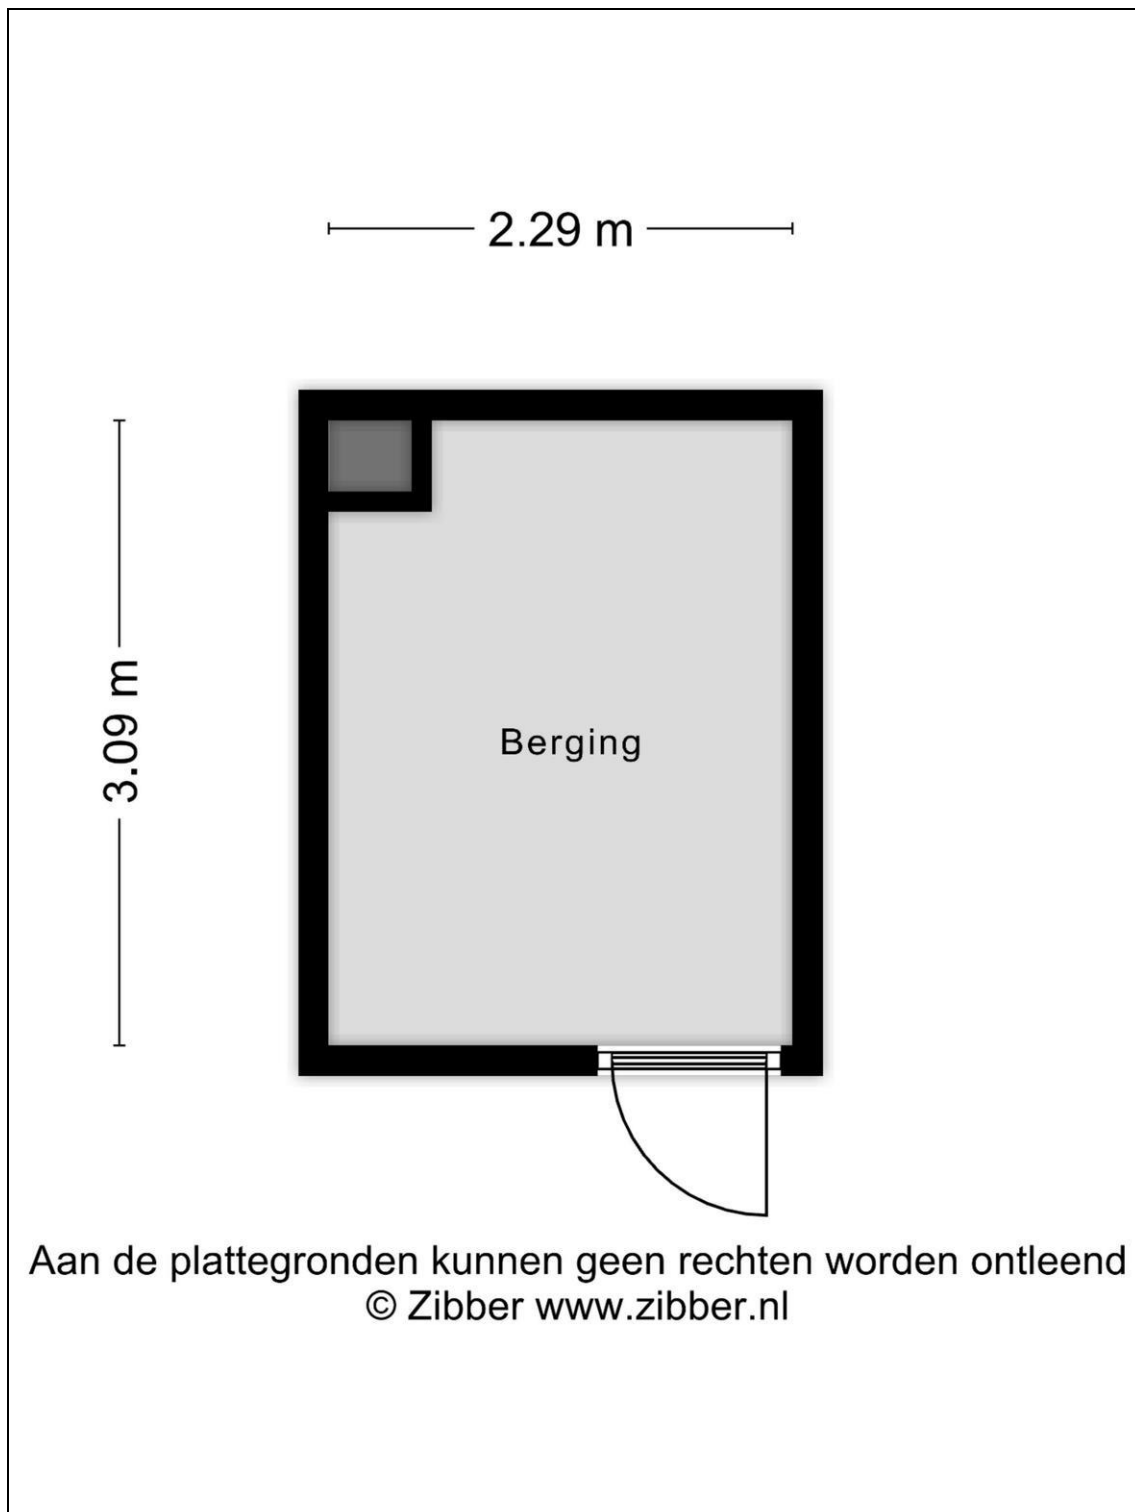 2.29 m
3.09 m
Berging
Aan de plattegronden kunnen geen rechten worden ontleend
© Zibber www.zibber.nl